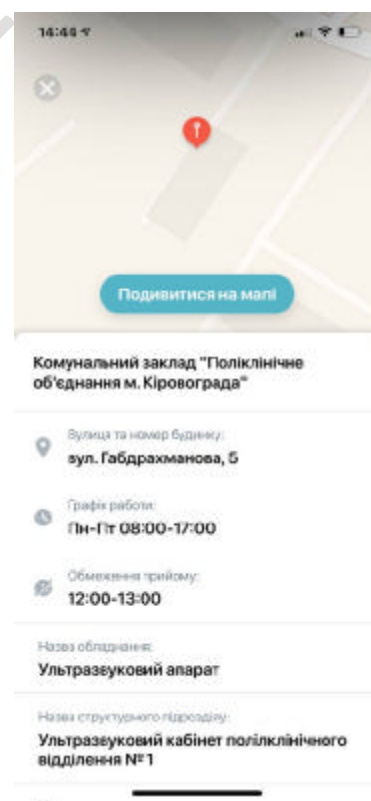 14:44
Подивитися на мапі
Комунальний заклад "Поліклінічне
об'єднання м. Кіровограда"
Вулиця та номер будинку:
вул. Габдрахманова, 5
Графік работи:
Пн-Пт 08:00-17:00
Обмеження прийому:
12:00-13:00
Назва обладнання:
Ультразвуковий апарат
Назва структурного підрозділу:
Ультразвуковий кабінет полілклінічного
відділення №1